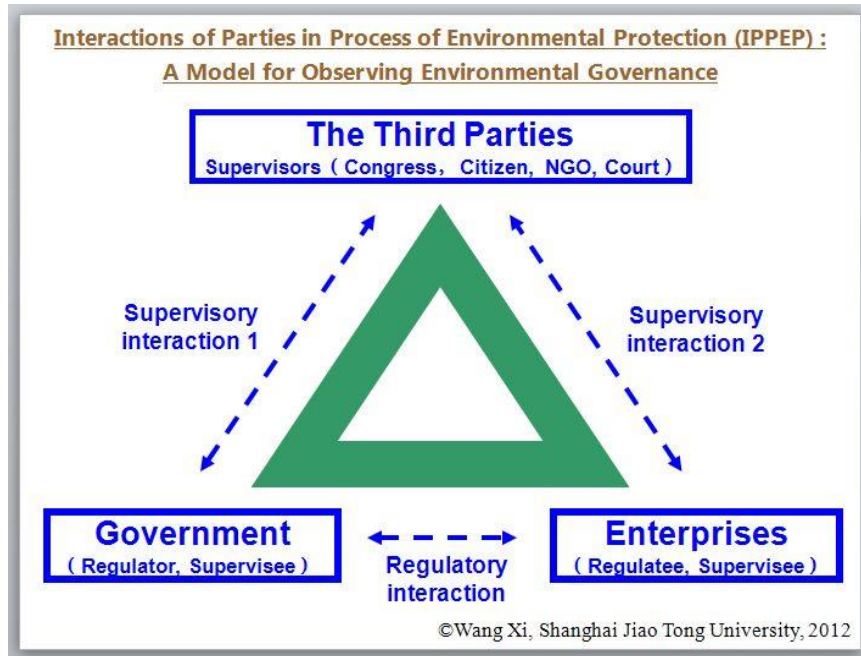 Interactions of Parties in Process of Environmental Protection (IPPEP) :
A Model for Observing Environmental Governance
The Third Parties
Supervisors（ Congress， Citizen, NGO, Court ）
Supervisory
interaction 1
Supervisory
interaction 2
Government
（ Regulator, Supervisee ）
Regulatory
interaction
Enterprises
（ Regulatee, Supervisee ）
©Wang Xi, Shanghai Jiao Tong University, 2012